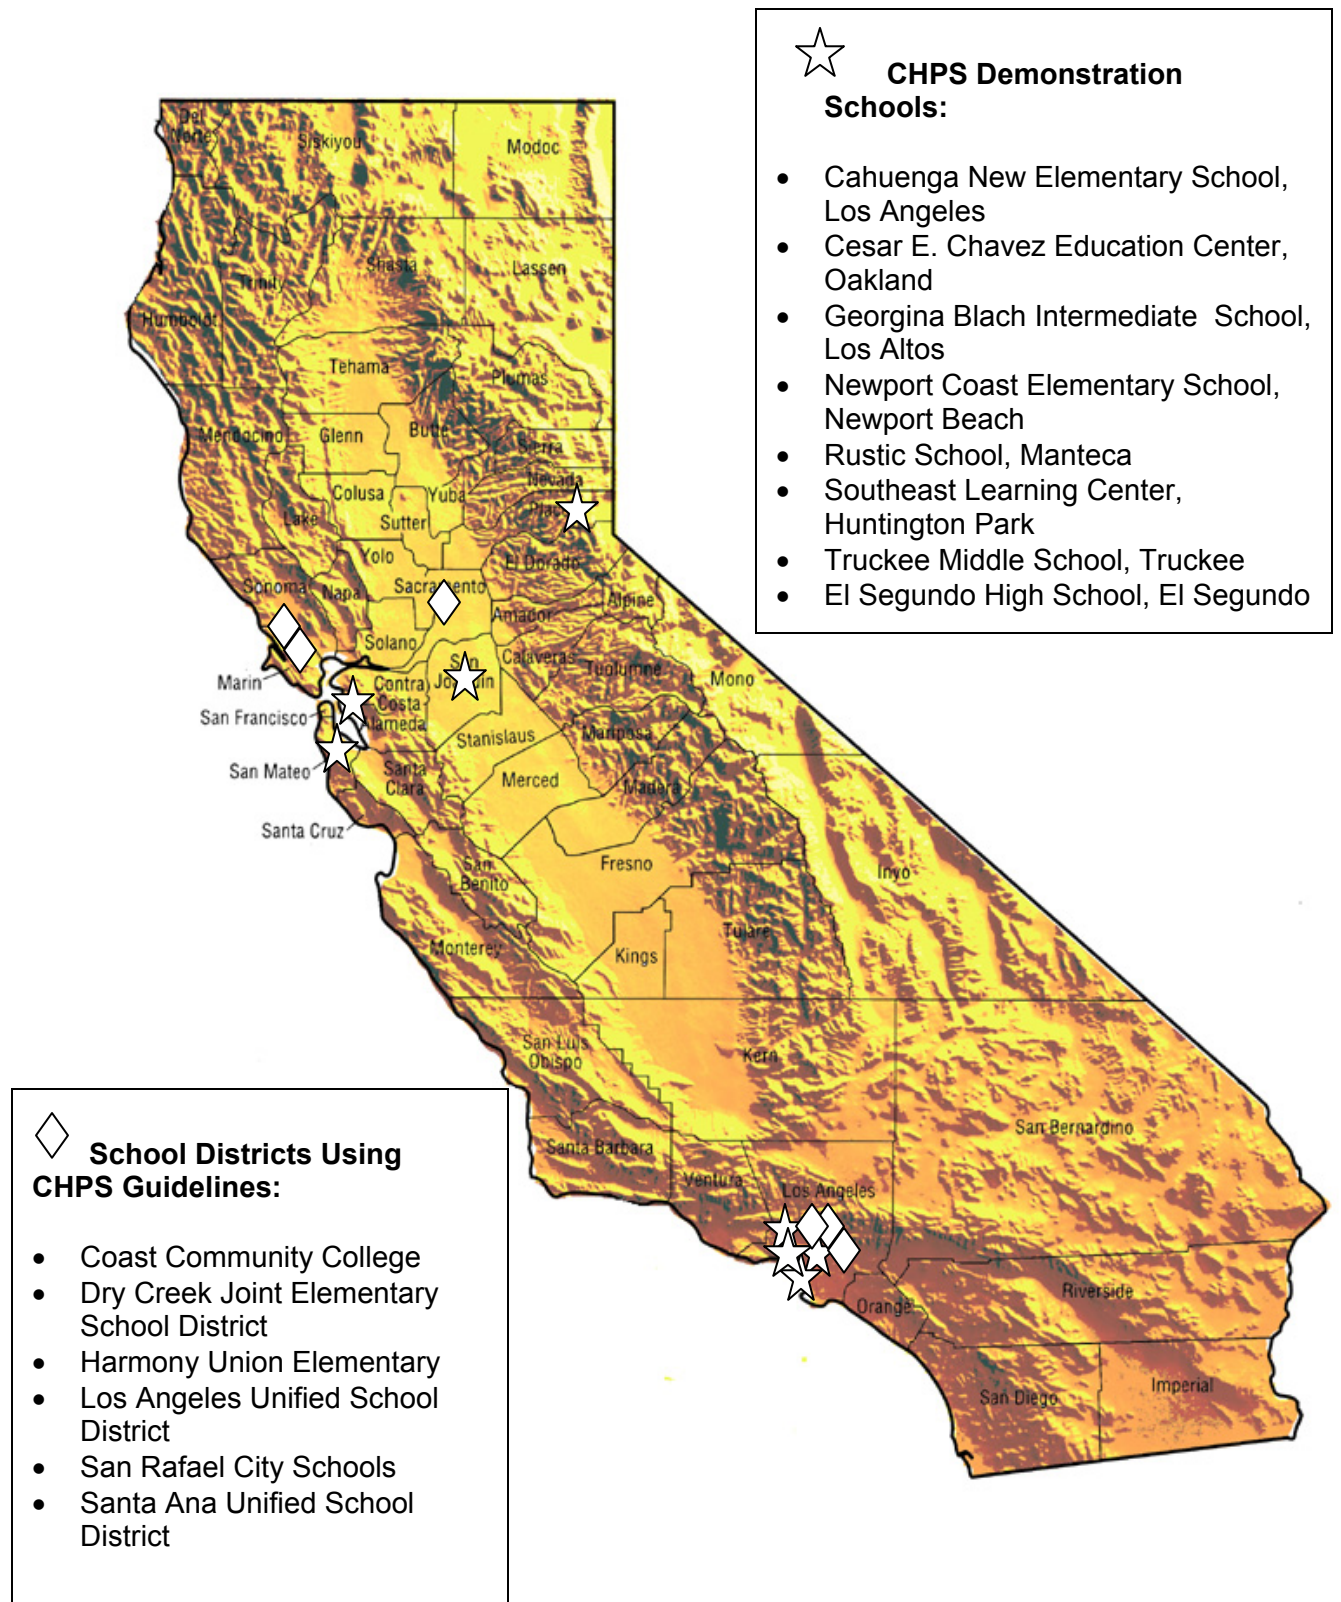 CHPS Demonstration
Schools:
• Cahuenga New Elementary School,
Los Angeles
• Cesar E. Chavez Education Center,
Oakland
• Georgina Blach Intermediate School,
Los Altos
• Newport Coast Elementary School,
Newport Beach
• Rustic School, Manteca
• Southeast Learning Center,
Huntington Park
• Truckee Middle School, Truckee
• El Segundo High School, El Segundo
Del
Norte
Siskiyou
Modoc
Shasta
Lassen
Trinity
Humboldt
Tehama
Plumas
Mendocino
Glenn
Butte
Sierra
Nevada
Colusa
Yuba
Lake
Sutter
Yolo
El Dorado
Sonoma
Napa
Alpine
Amador
Solano
Calaveras
San
Tuolumne
Mono
Marin
Contra
Costa
San Francisco
Alameda
Stanislaus
Mariposa
San Mateo
Santa
Clara
Merced
Madera
Santa Cruz
Fresno
San
Benito
Inyo
Monterey
Kings
Tulare
San Luis
Obispo
Kern
Santa Barbara
San Bernardino
Ventura
Los Angeles
Orange
Riverside
San Diego
Imperial
School Districts Using
CHPS Guidelines:
• Coast Community College
• Dry Creek Joint Elementary
School District
• Harmony Union Elementary
• Los Angeles Unified School
District
• San Rafael City Schools
• Santa Ana Unified School
District